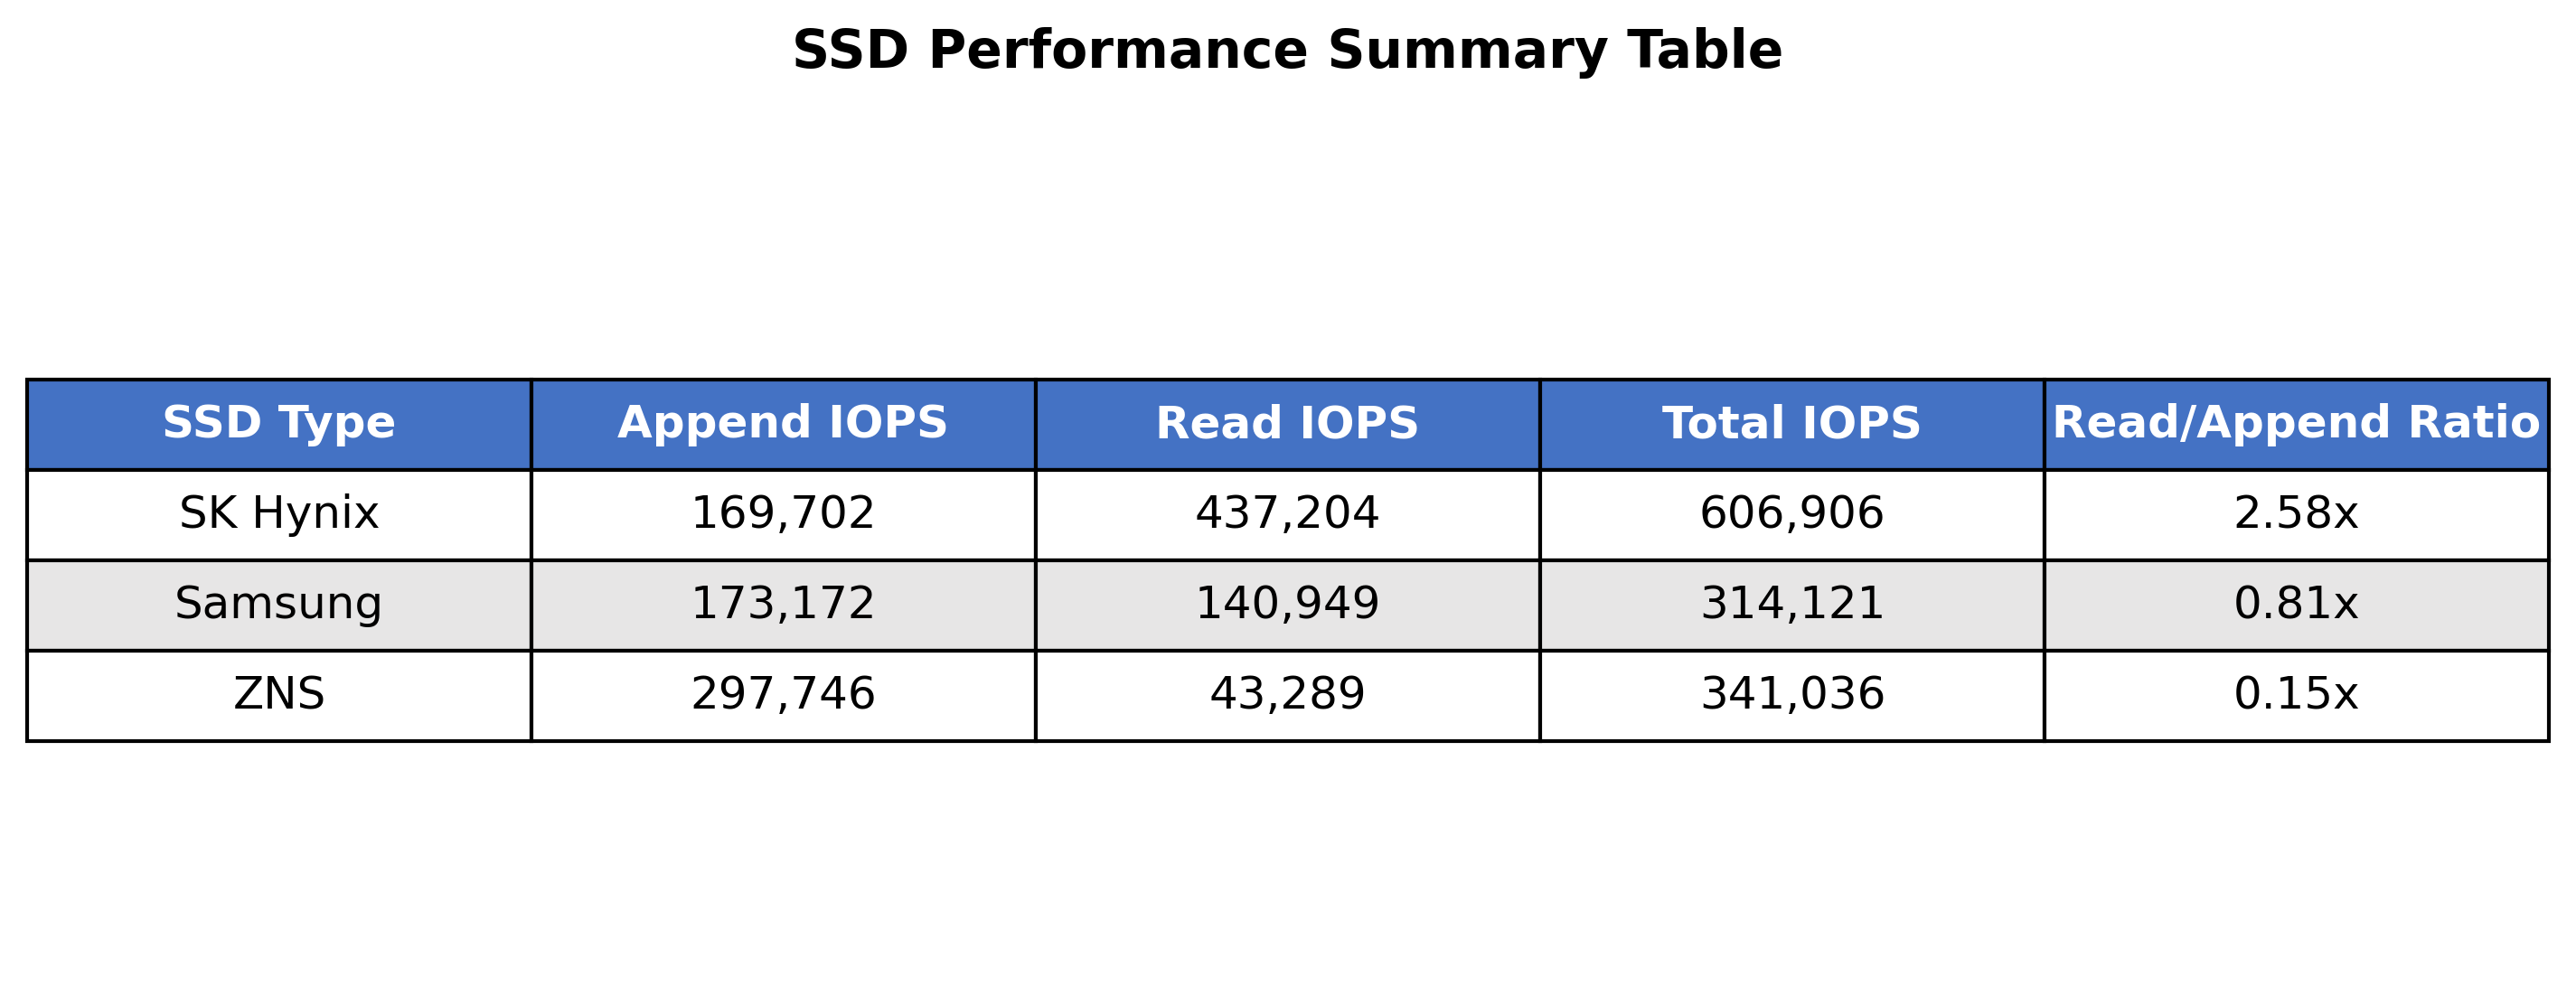 SSD Performance Summary Table
SSD Type Append IOPS Read IOPS Total IOPS Read/Append Ratio
SK Hynix 169,702 437,204 606,906 2.58x
Samsung 173,172 140,949 314,121 0.81x
ZNS 297,746 43,289 341,036 0.15x